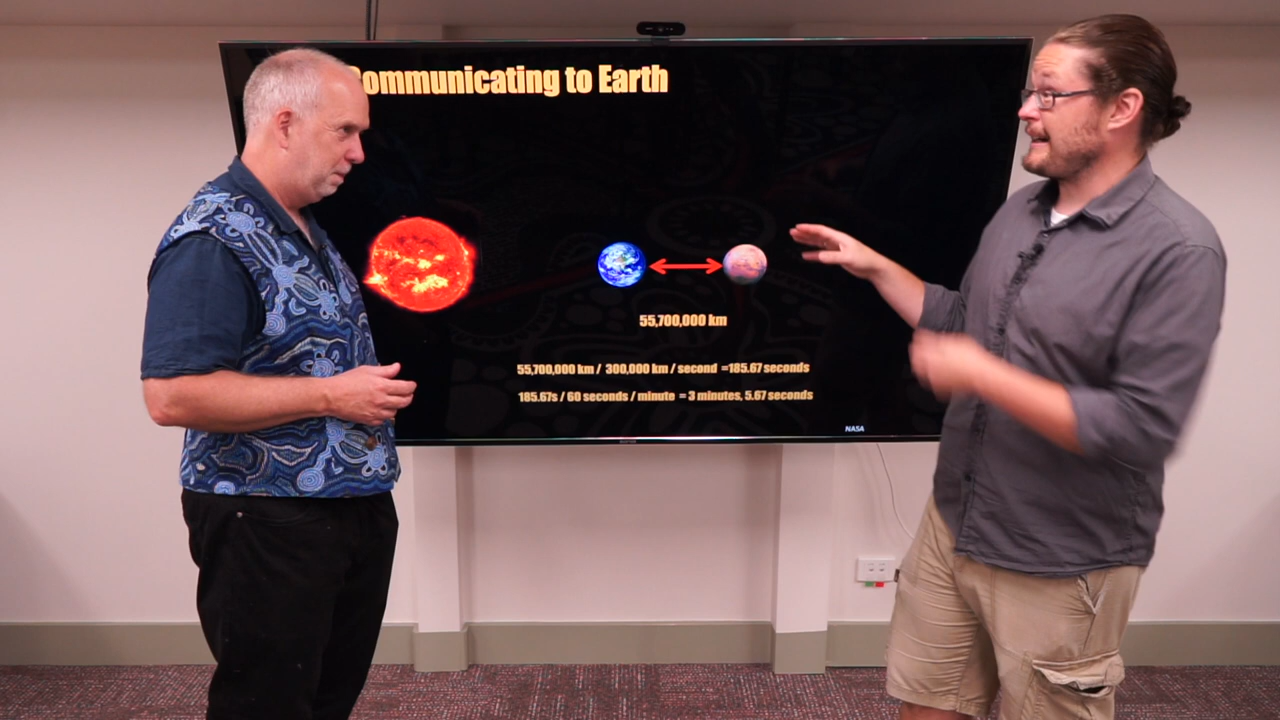 Communicating to Earth
55,700,000 km
55,700,000 km / 300,000 km / second =185.67 seconds
185.67s / 60 seconds / minute = 3 minutes, 5.67 seconds
NASA